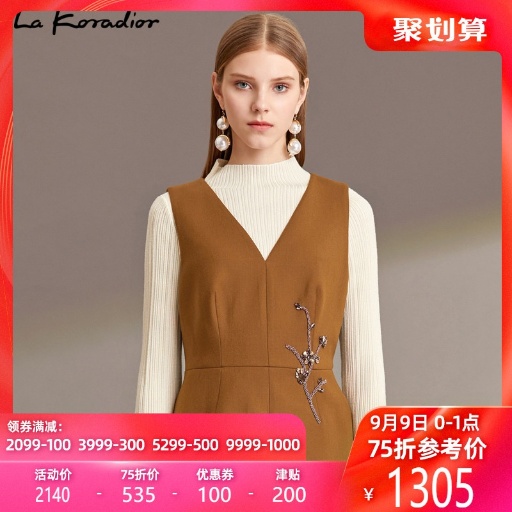 La Koradior
聚划算
领券满减:
2099-100 3999-300 5299-500 9999-1000
活动价 75折价 优惠券 津贴
2140 - 535 - 100 - 200
9月9日 0-1点
75折参考价
¥ 1305